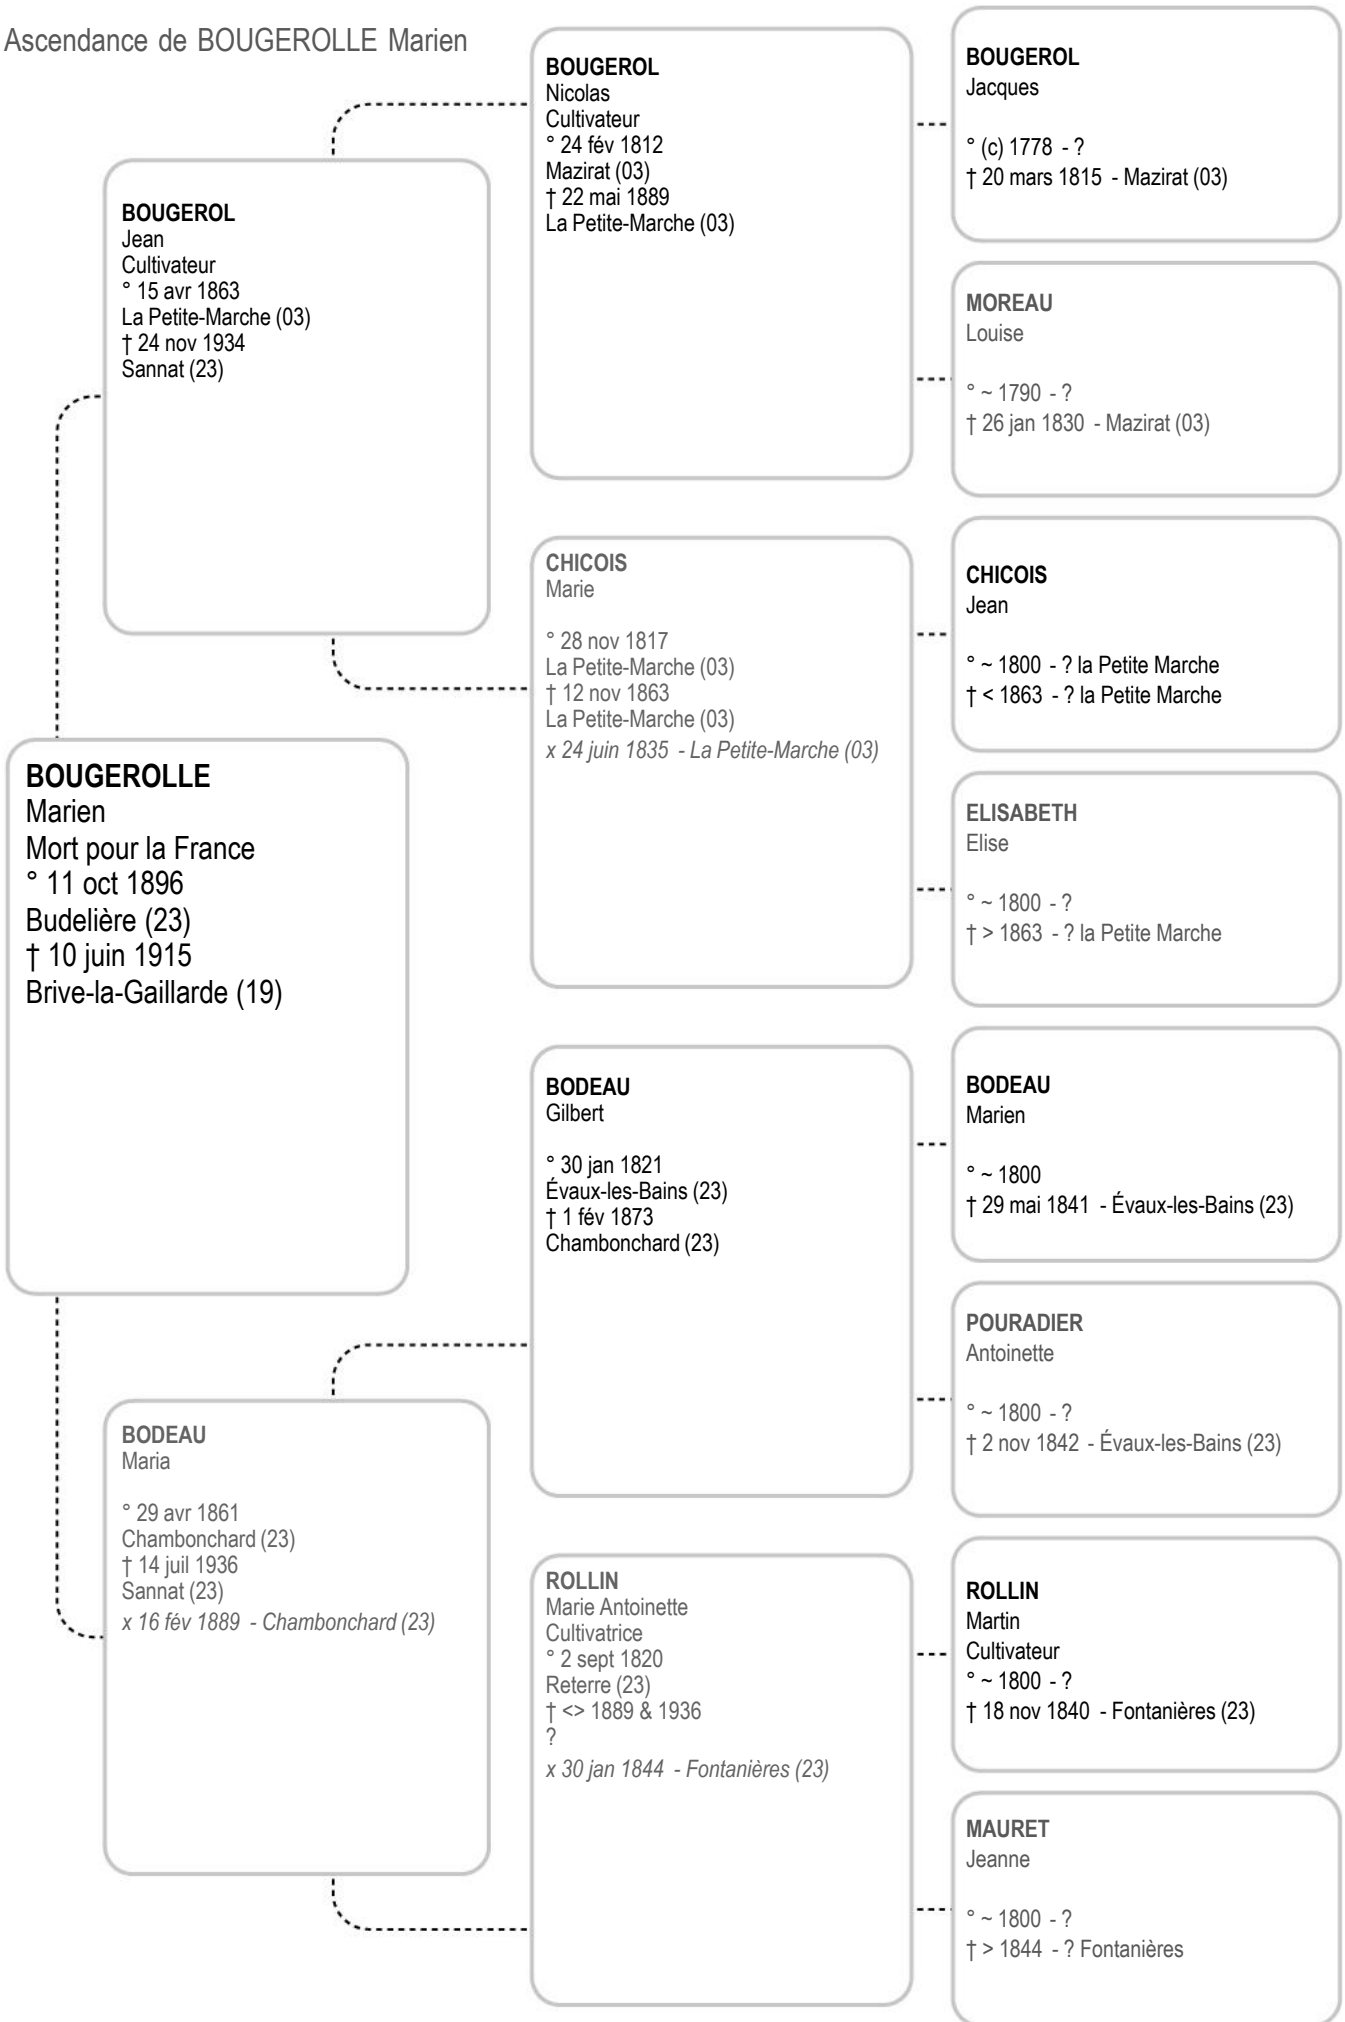 Ascendance de BOUGEROLLE Marien
BOUGEROLLE
Marien
Mort pour la France
° 11 oct 1896
Budelière (23)
† 10 juin 1915
Brive-la-Gaillarde (19)
BOUGEROL
Jean
Cultivateur
° 15 avr 1863
La Petite-Marche (03)
† 24 nov 1934
Sannat (23)
BODEAU
Maria
° 29 avr 1861
Chambonchard (23)
† 14 juil 1936
Sannat (23)
x 16 fév 1889 - Chambonchard (23)
BOUGEROL
Nicolas
Cultivateur
° 24 fév 1812
Mazirat (03)
† 22 mai 1889
La Petite-Marche (03)
CHICOIS
Marie
° 28 nov 1817
La Petite-Marche (03)
† 12 nov 1863
La Petite-Marche (03)
x 24 juin 1835 - La Petite-Marche (03)
BODEAU
Gilbert
° 30 jan 1821
Évaux-les-Bains (23)
† 1 fév 1873
Chambonchard (23)
ROLLIN
Marie Antoinette
Cultivatrice
° 2 sept 1820
Reterre (23)
† <> 1889 & 1936
?
x 30 jan 1844 - Fontanières (23)
BOUGEROL
Jacques
° (c) 1778 - ?
† 20 mars 1815 - Mazirat (03)
MOREAU
Louise
° ~ 1790 - ?
† 26 jan 1830 - Mazirat (03)
CHICOIS
Jean
° ~ 1800 - ? la Petite Marche
† < 1863 - ? la Petite Marche
ELISABETH
Elise
° ~ 1800 - ?
† > 1863 - ? la Petite Marche
BODEAU
Marien
° ~ 1800
† 29 mai 1841 - Évaux-les-Bains (23)
POURADIER
Antoinette
° ~ 1800 - ?
† 2 nov 1842 - Évaux-les-Bains (23)
ROLLIN
Martin
Cultivateur
° ~ 1800 - ?
† 18 nov 1840 - Fontanières (23)
MAURET
Jeanne
° ~ 1800 - ?
† > 1844 - ? Fontanières